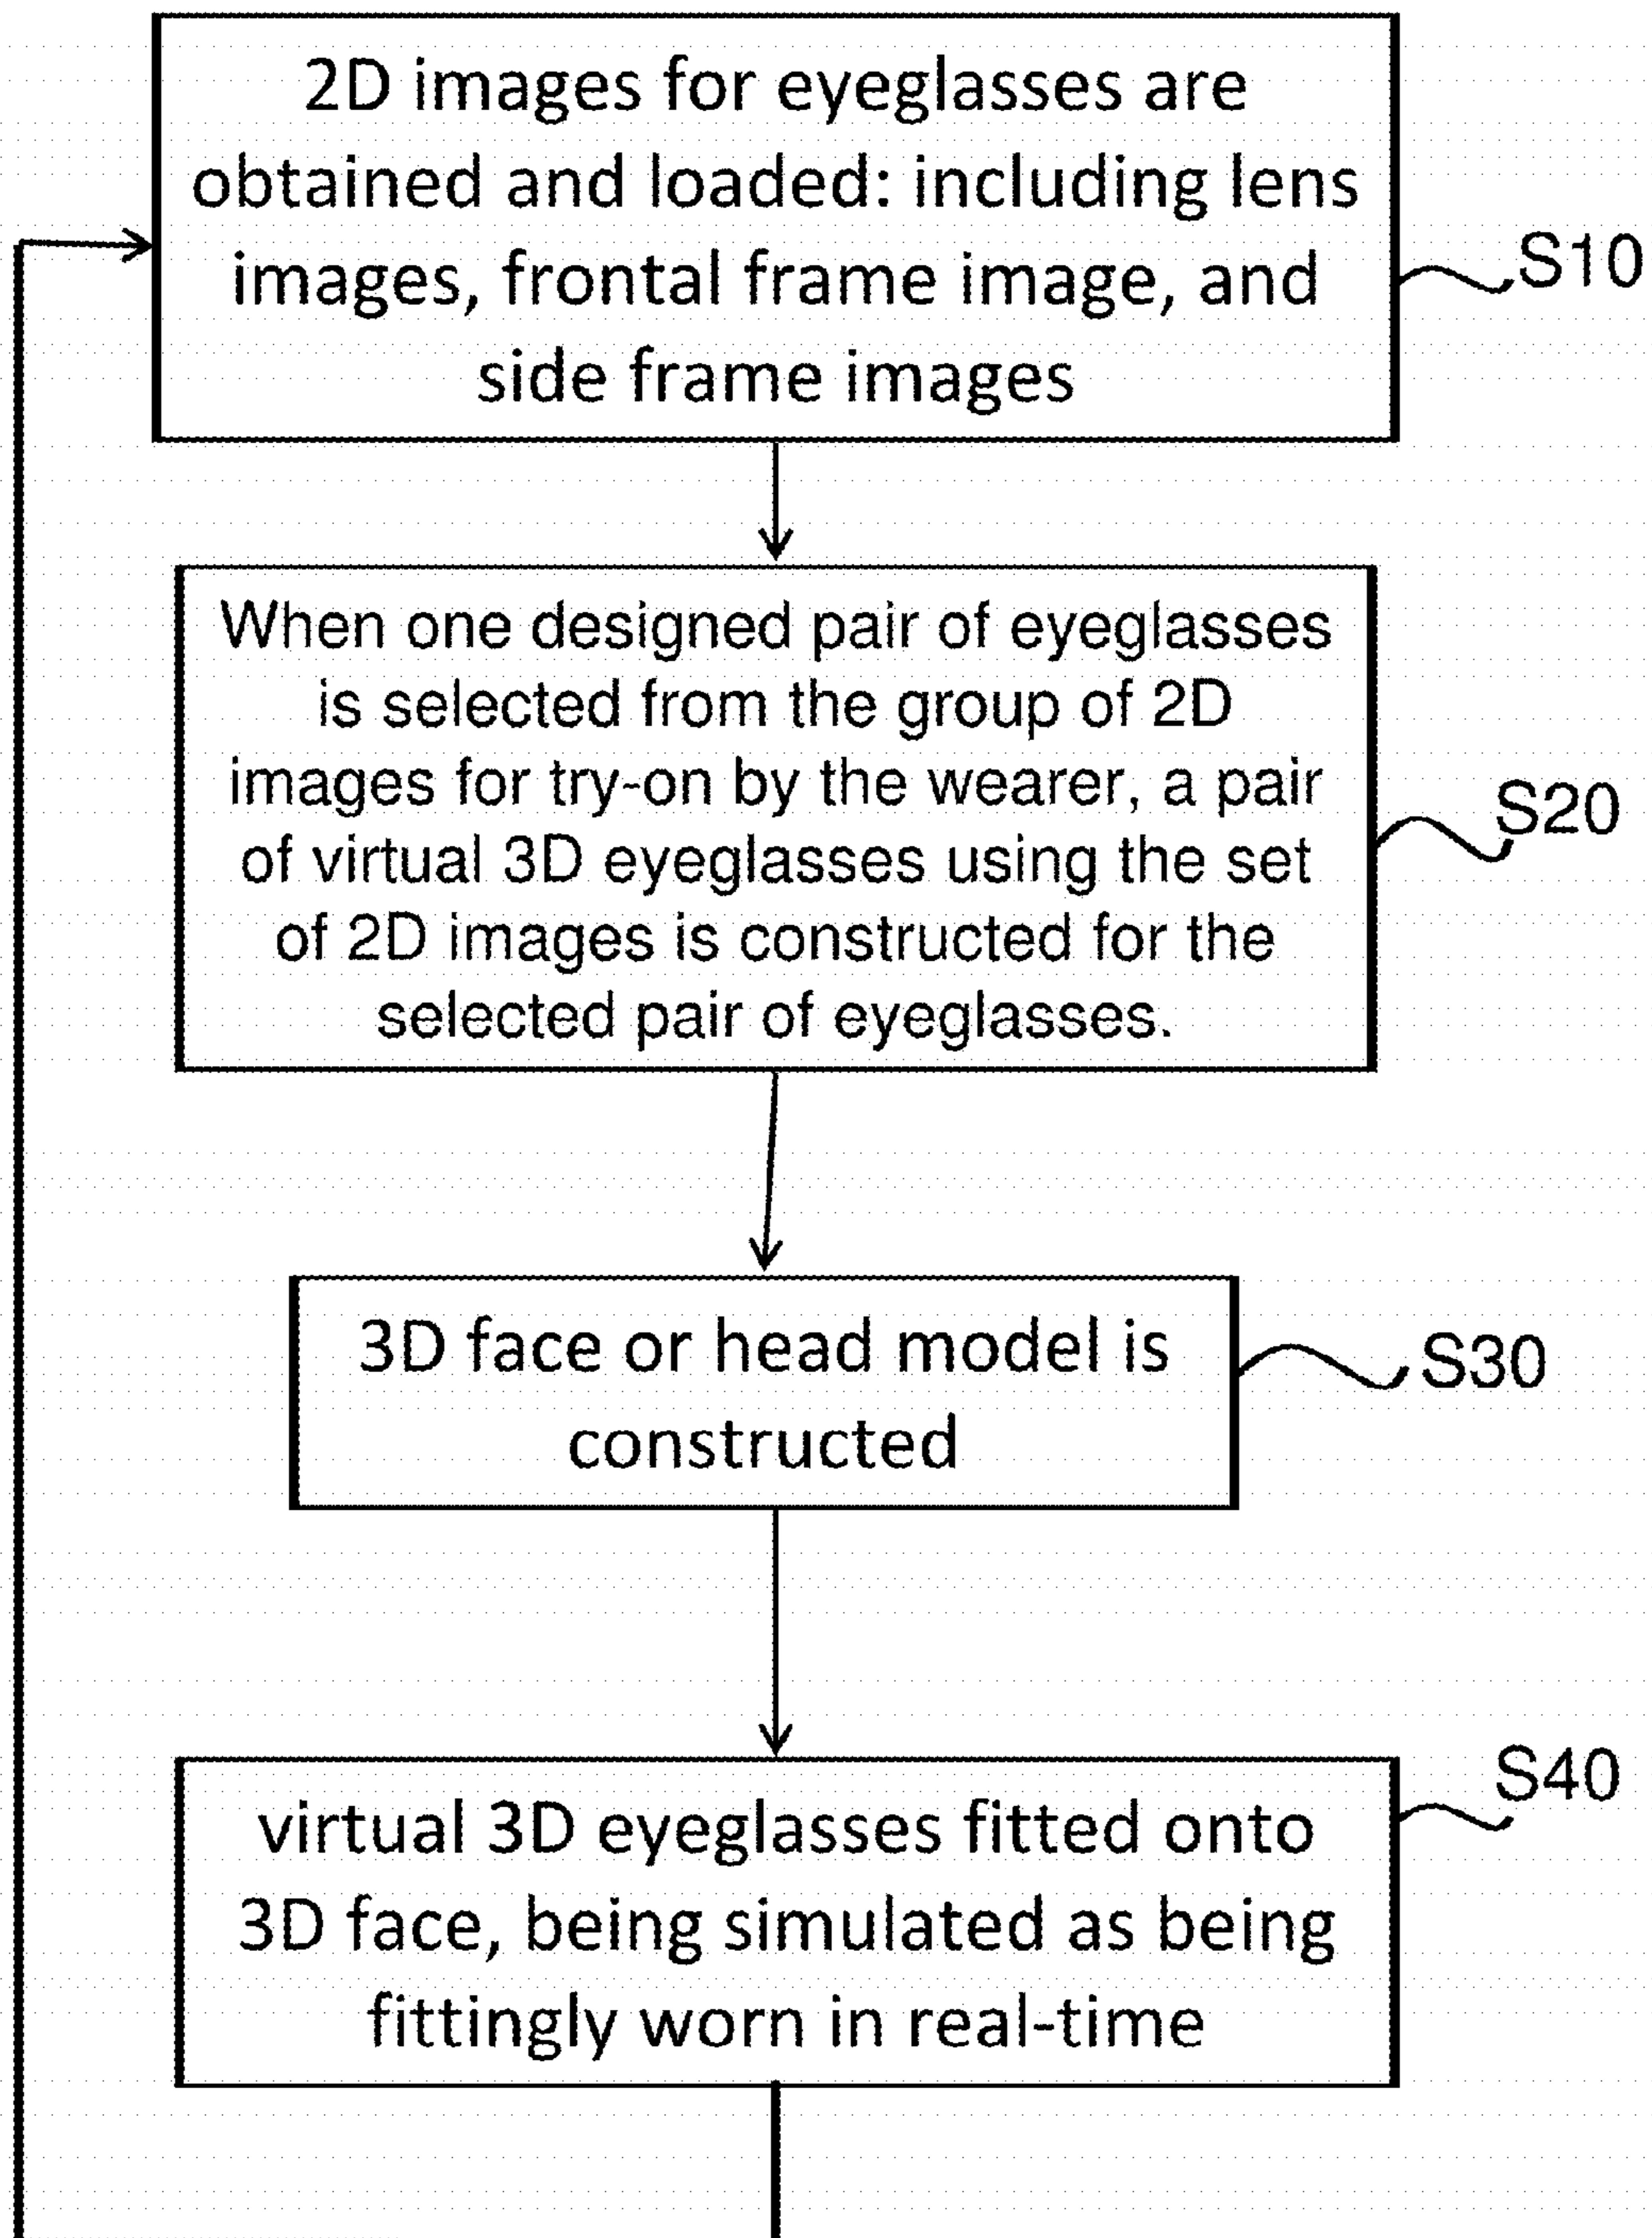 2D images for eyeglasses are
obtained and loaded: including lens
images, frontal frame image, and
side frame images
S10
When one designed pair of eyeglasses
is selected from the group of 2D
images for try-on by the wearer, a pair
of virtual 3D eyeglasses using the set
of 2D images is constructed for the
selected pair of eyeglasses.
S20
3D face or head model is
constructed
S30
virtual 3D eyeglasses fitted onto
3D face, being simulated as being
fittingly worn in real-time
S40